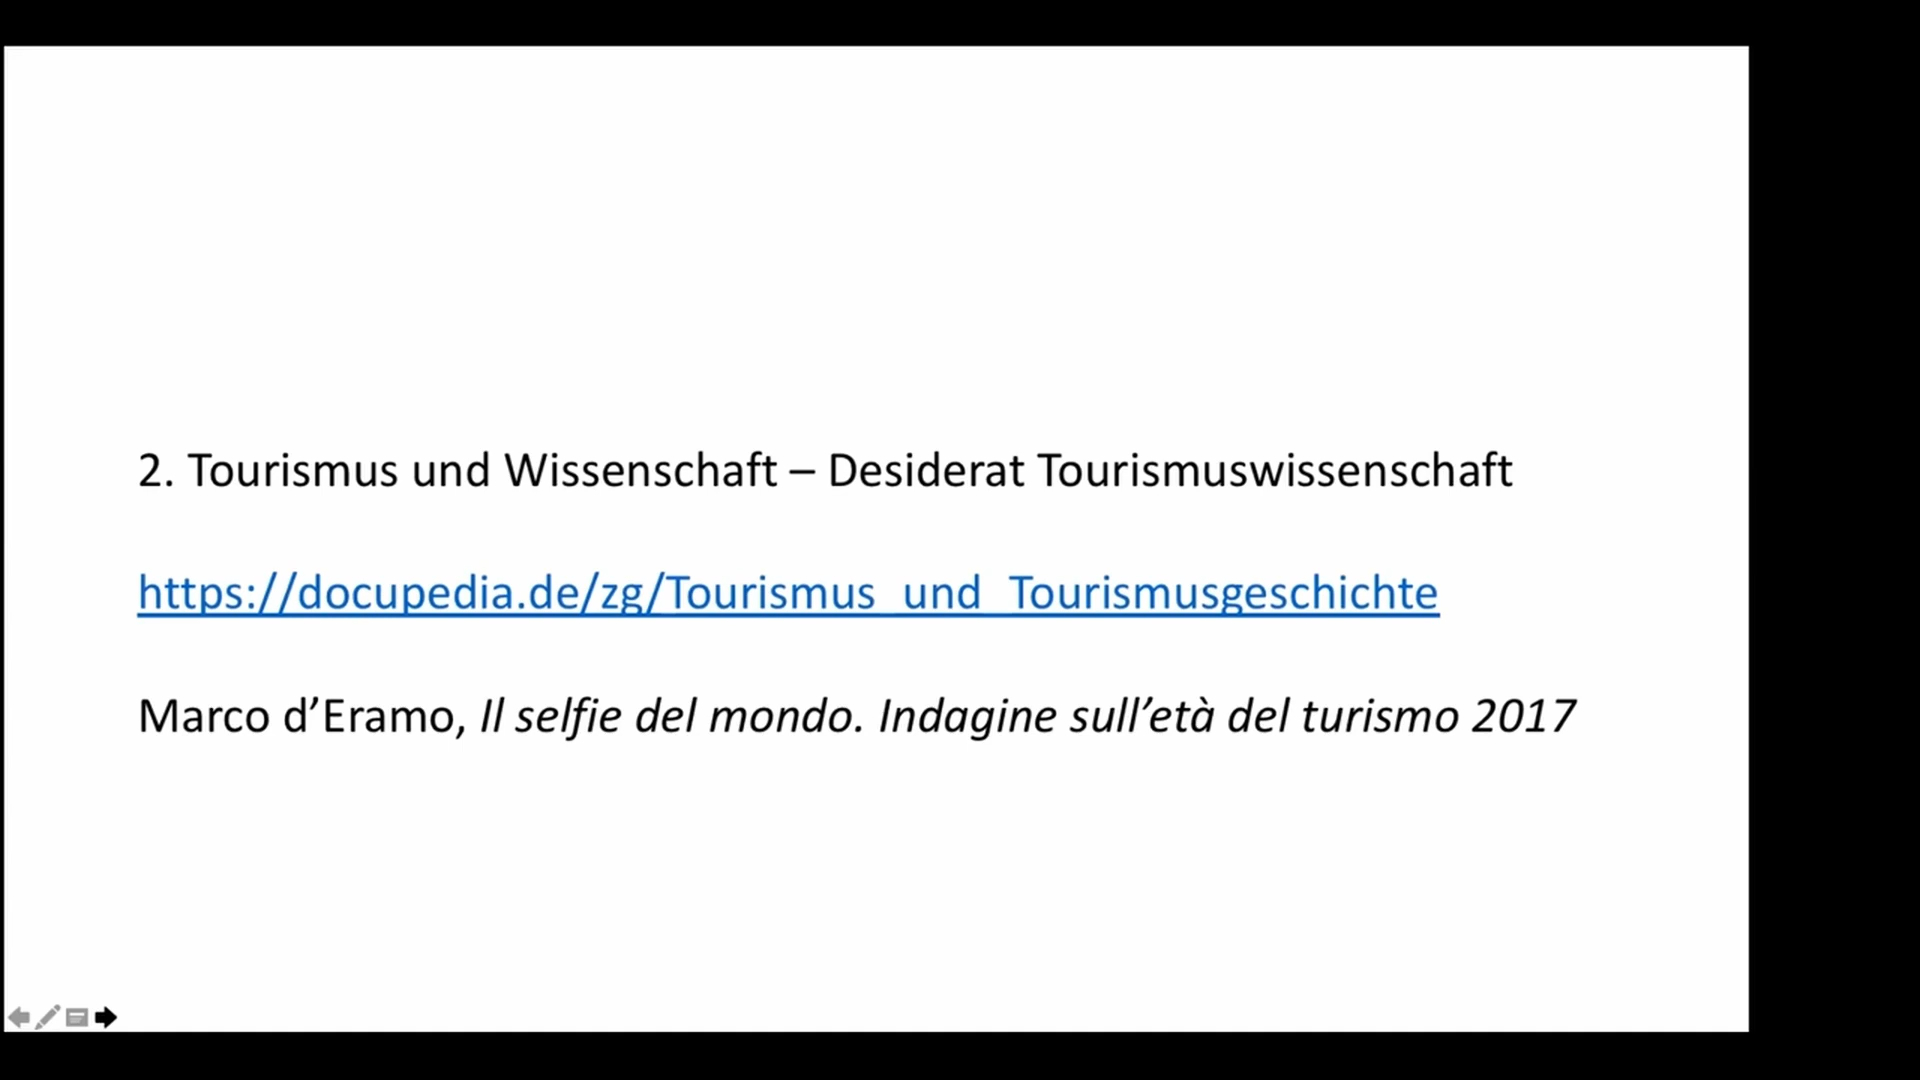 2. Tourismus und Wissenschaft – Desiderat Tourismuswissenschaft
https://docupedia.de/zg/Tourismus_und_Tourismusgeschichte
Marco d’Eramo, Il selfie del mondo. Indagine sull’età del turismo 2017